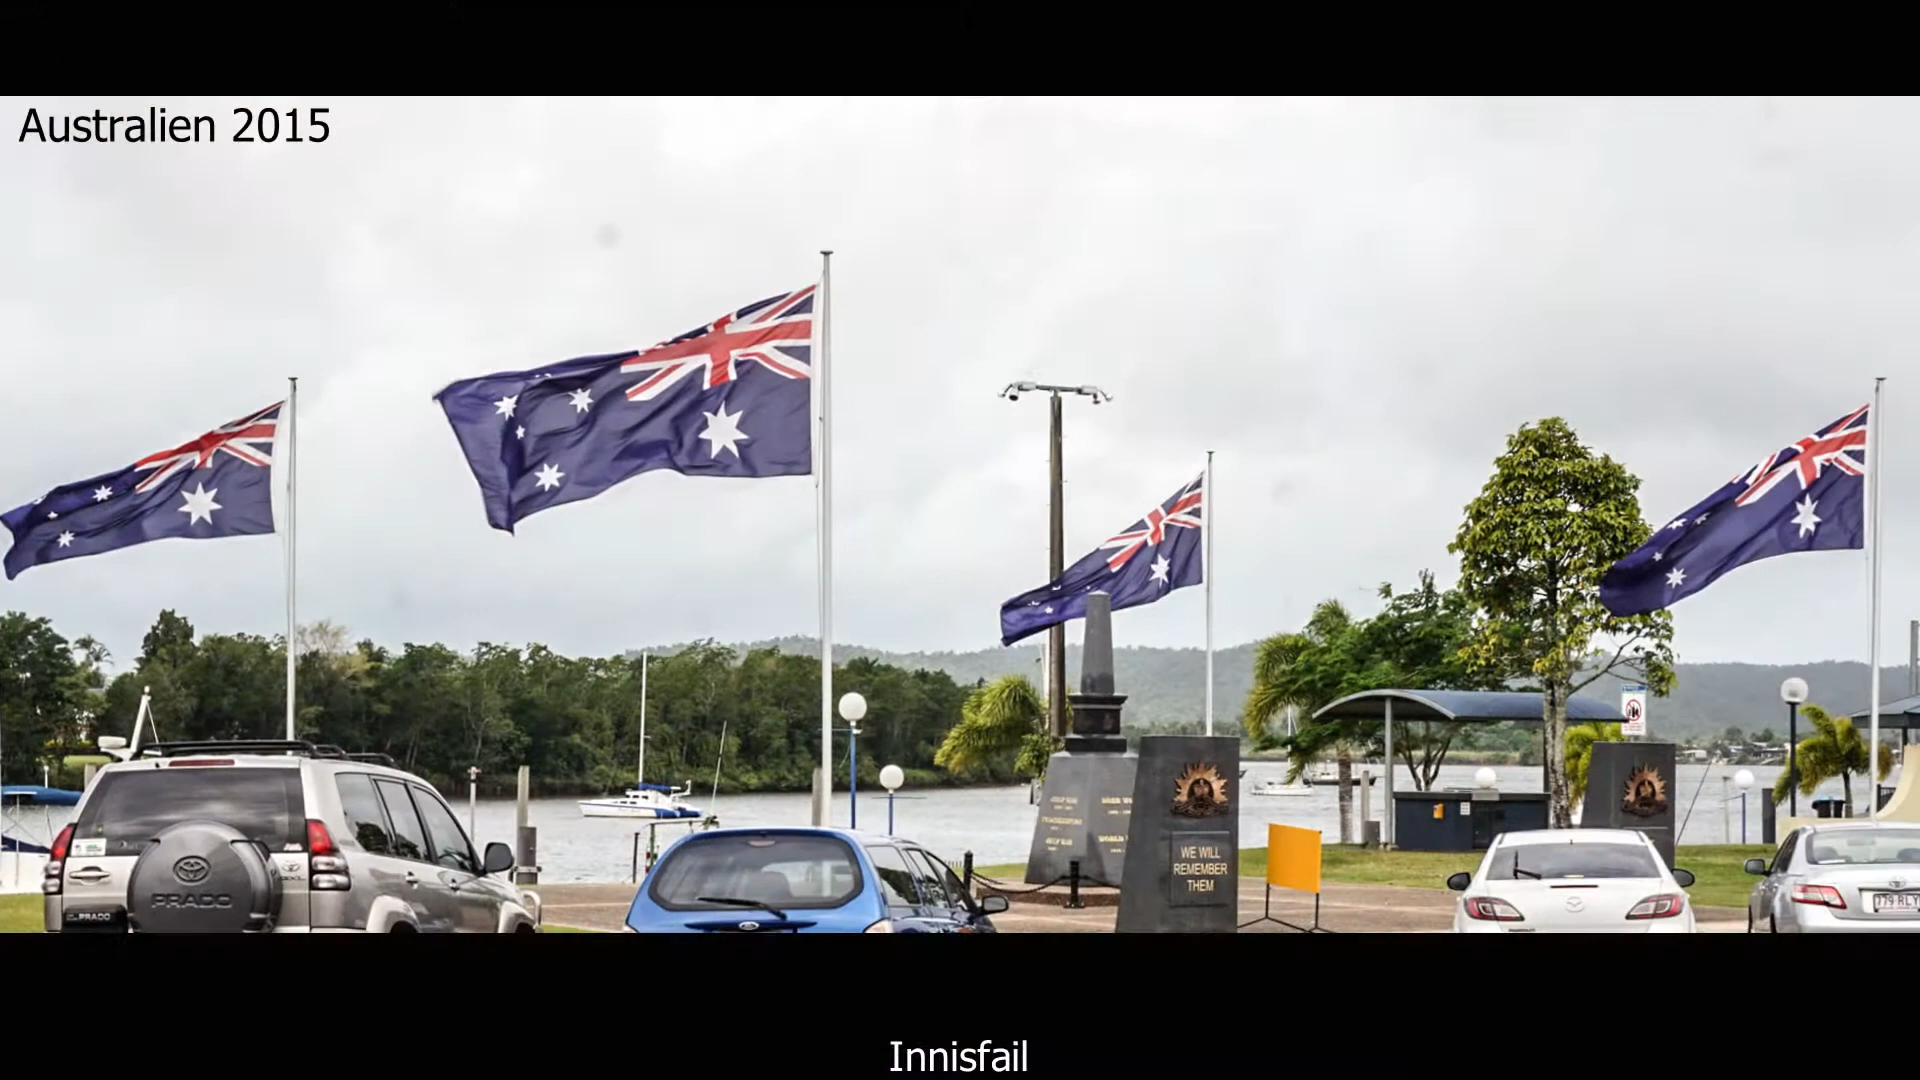 Australien 2015
WE WILL
REMEMBER
THEM
PRADO
PRADO
Innisfail